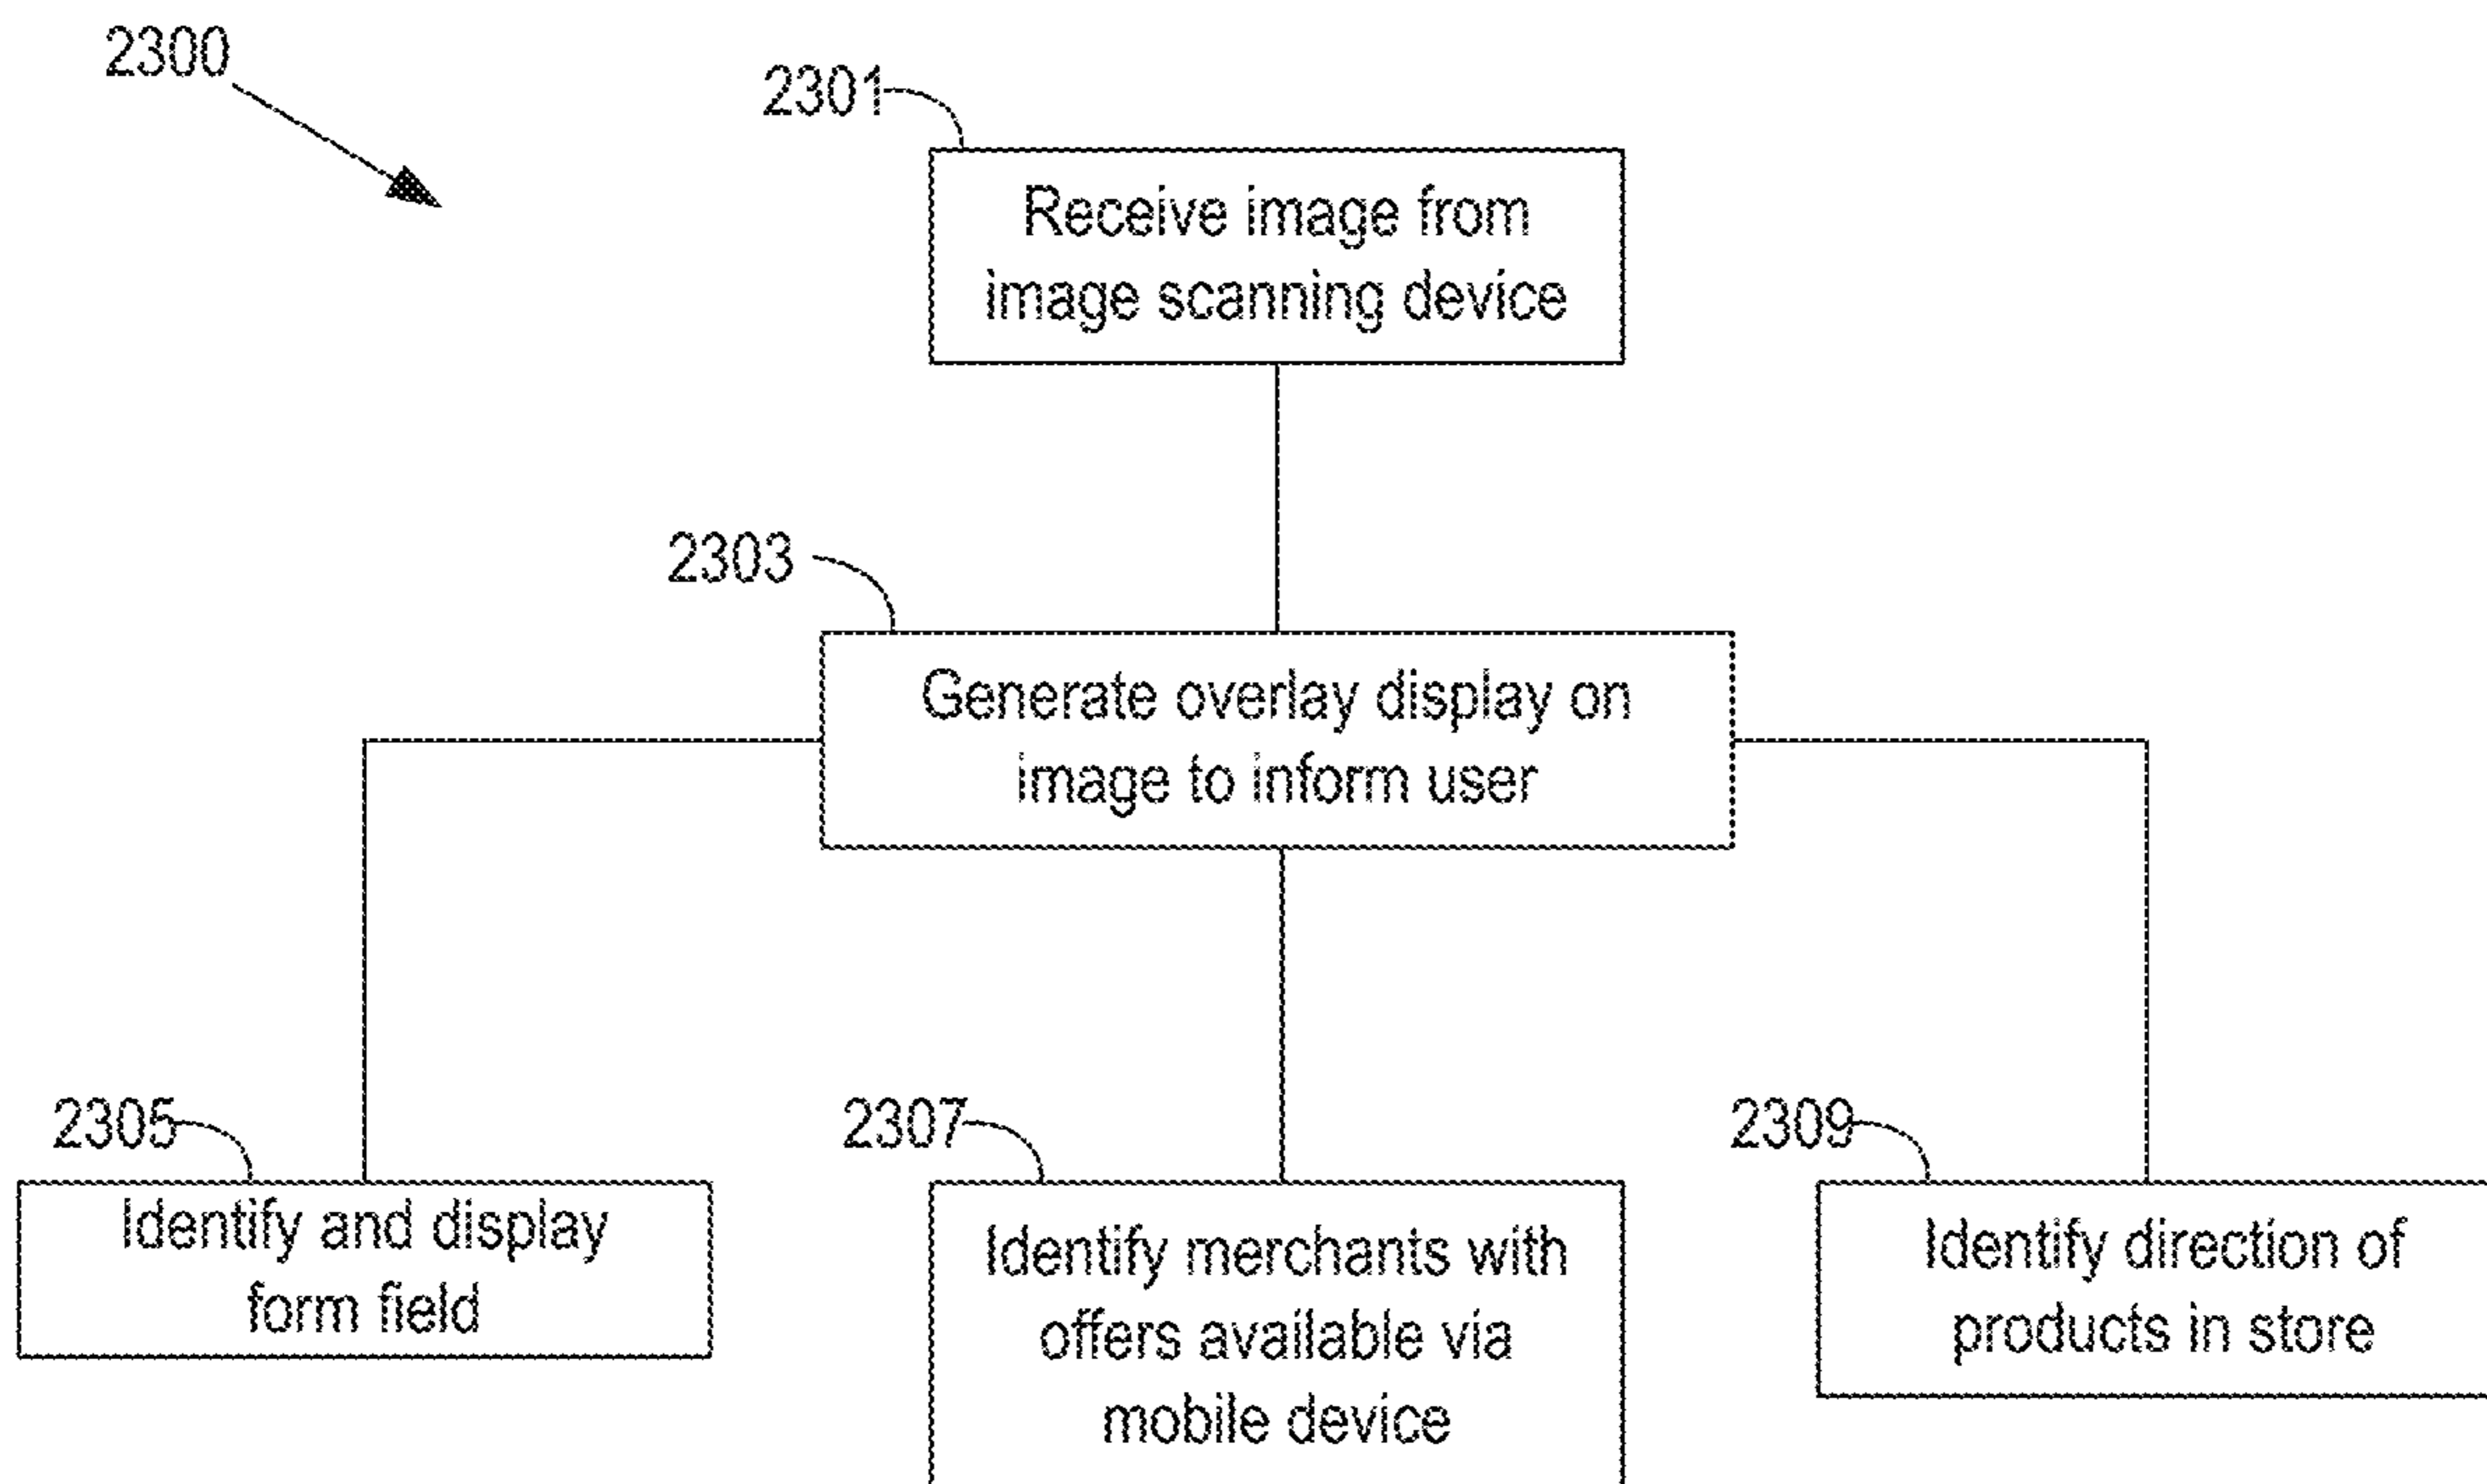 2300
2301
Receive image from
image scanning device
2303
Generate overlay display on
image to inform user
2305
Identify and display
form field
2307
Identify merchants with
offers available via
mobile device
2309
Identify direction of
products in store